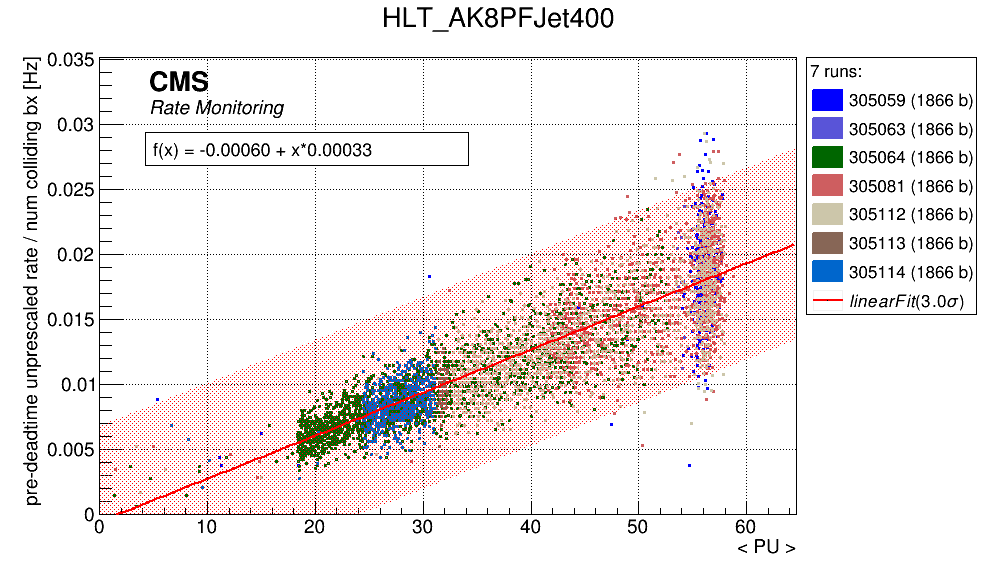 HLT_AK8PFJet400
pre-deadtime unprescaled rate / num colliding bx [Hz]
0.035
0.03
0.025
0.02
0.015
0.01
0.005
0
CMS
Rate Monitoring
f(x) = -0.00060 + x*0.00033
0
10
20
30
40
50
60
< PU >
7 runs:
305059 (1866 b)
305063 (1866 b)
305064 (1866 b)
305081 (1866 b)
305112 (1866 b)
305113 (1866 b)
305114 (1866 b)
linearFit(3.0σ)